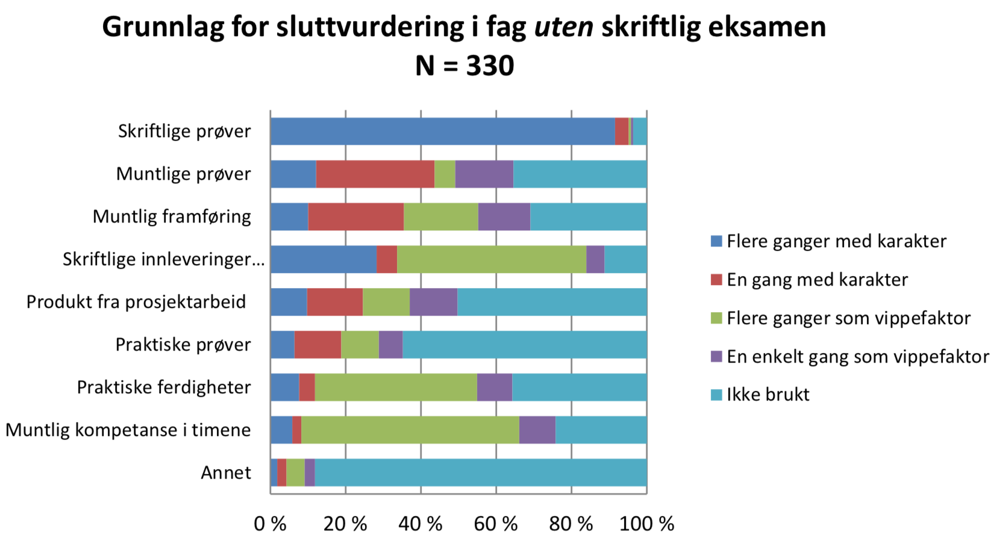 Grunnlag for sluttvurdering i fag uten skriftlig eksamen
N = 330
Skriftlige prøver
Muntlige prøver
Muntlig framføring
Skriftlige innleveringer...
Produkt fra prosjektarbeid
Praktiske prøver
Praktiske ferdigheter
Muntlig kompetanse i timene
Annet
0 % 20 % 40 % 60 % 80 % 100 %
Flere ganger med karakter
En gang med karakter
Flere ganger som vippefaktor
En enkelt gang som vippefaktor
Ikke brukt